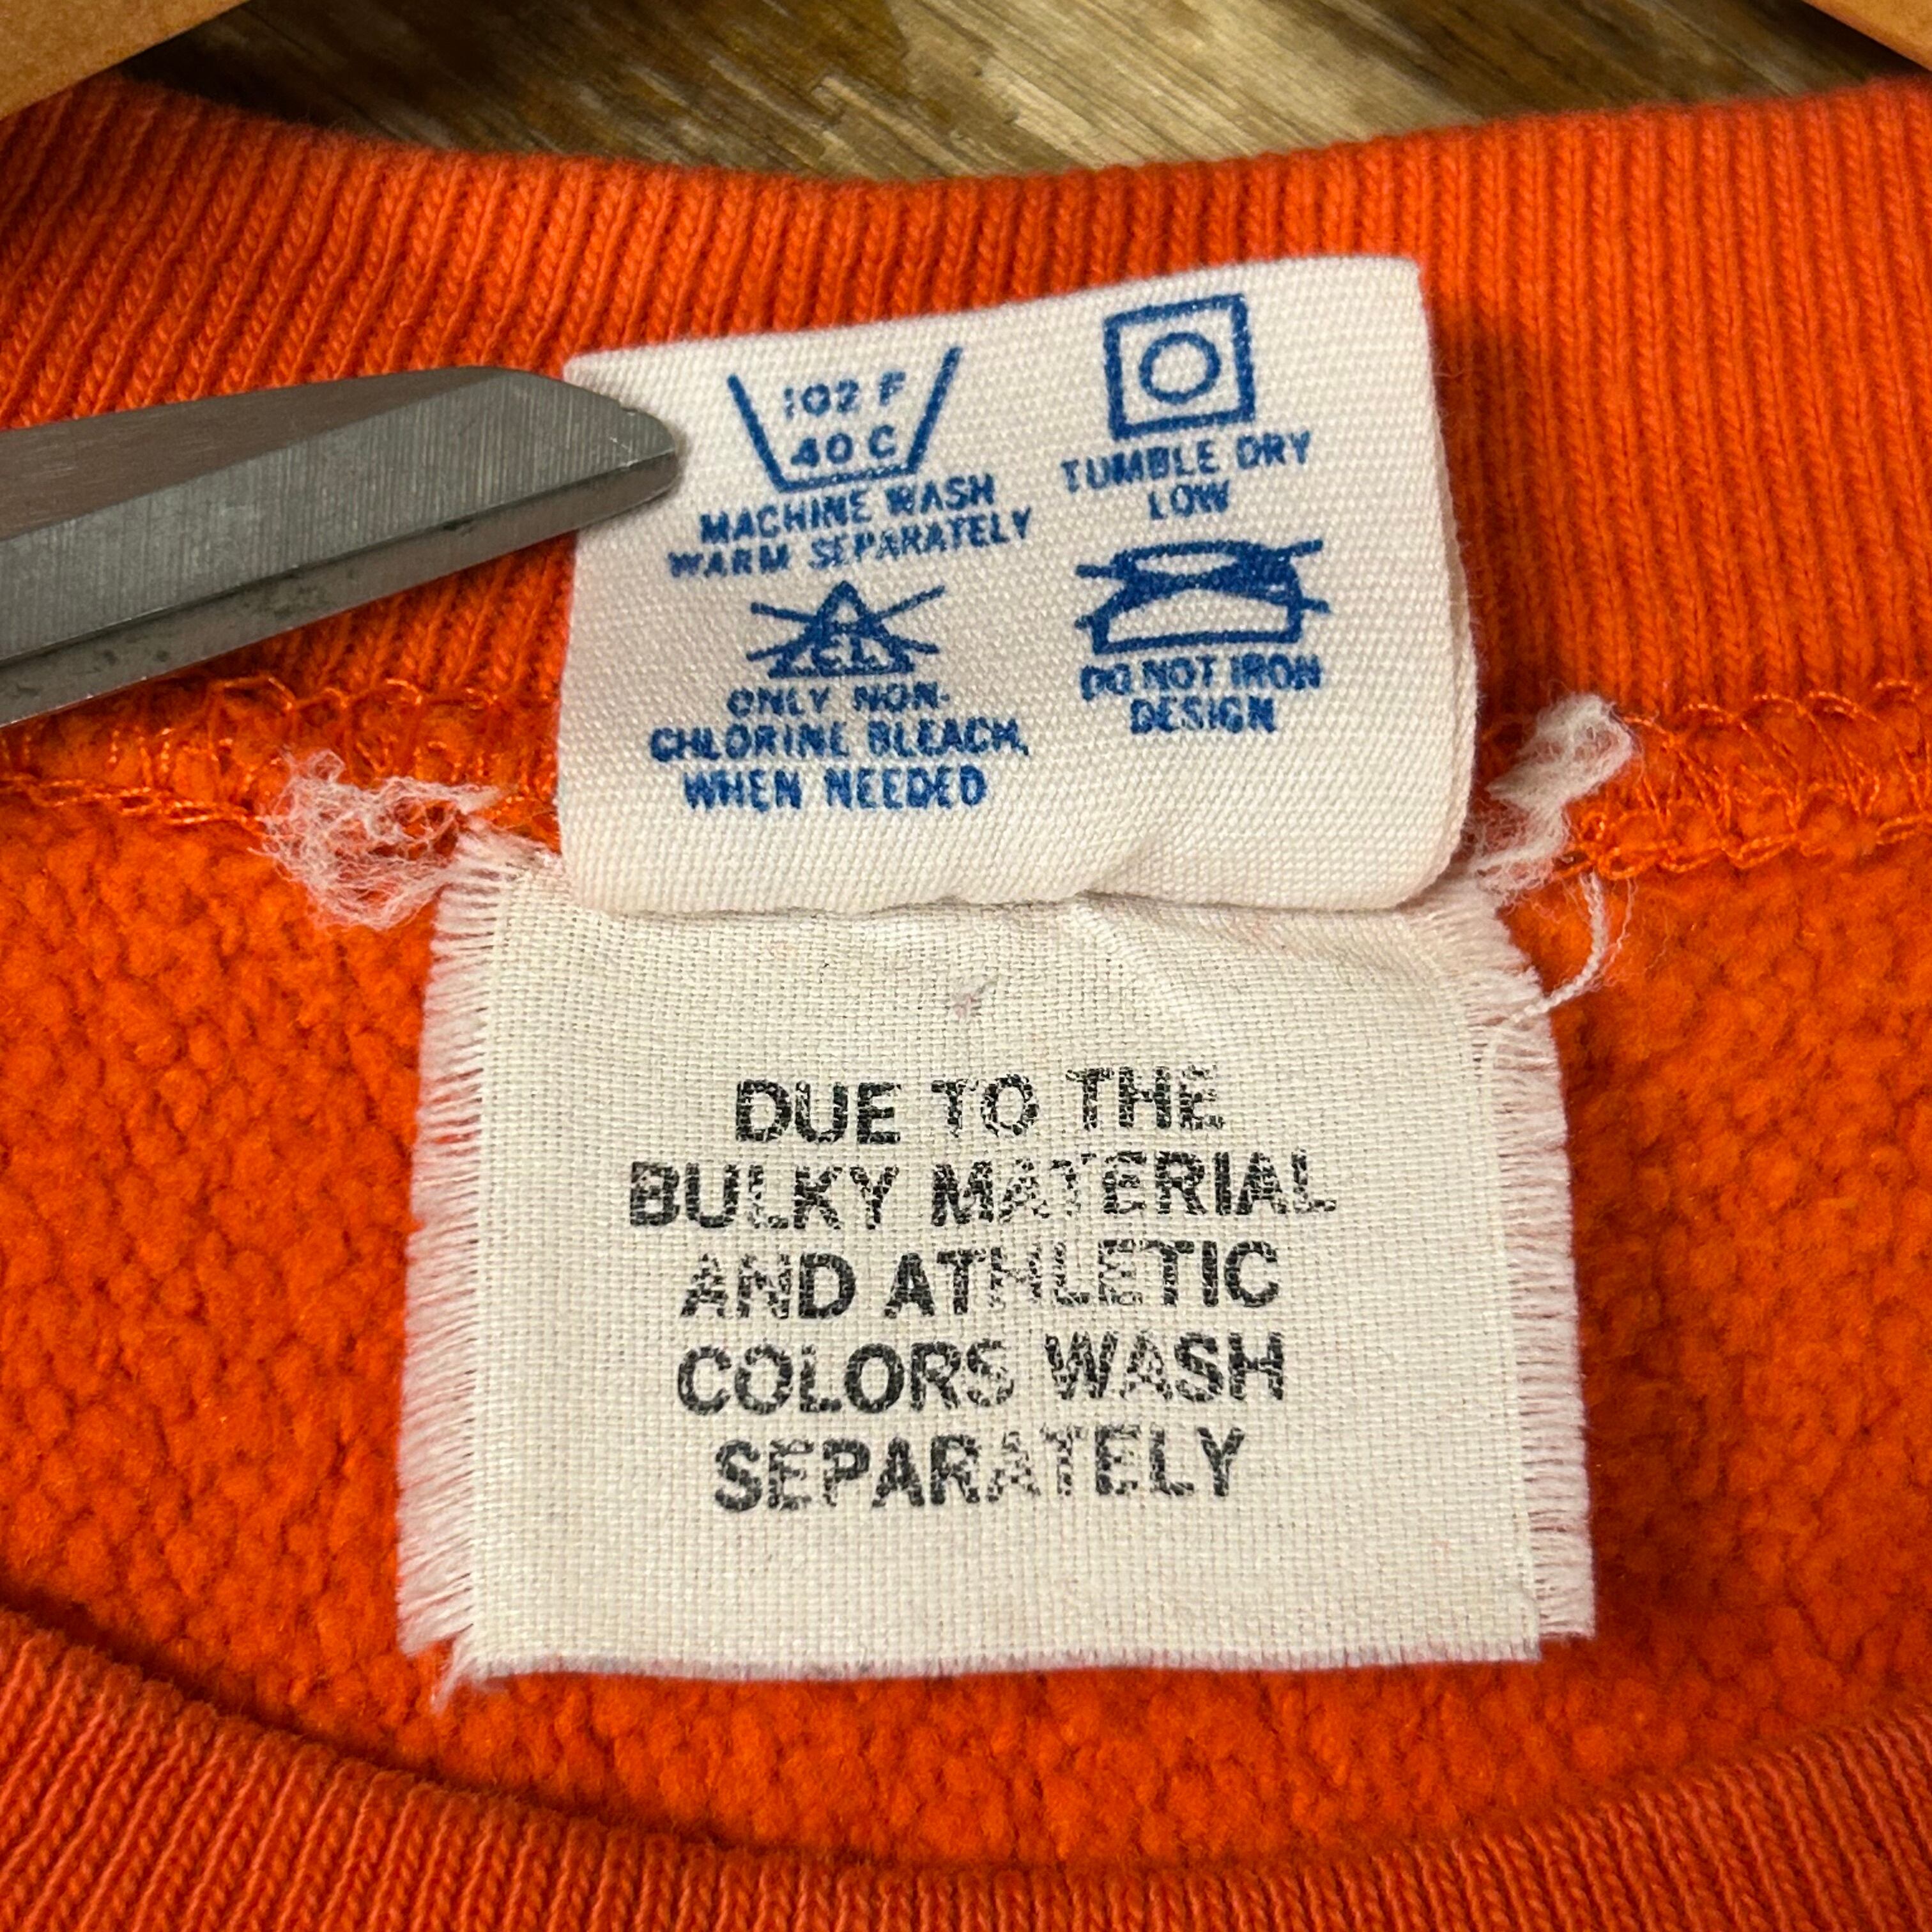 102 F
40 C
MACHINE WASH
WARM SEPARATELY
CL
ONLY NON-
CHLORINE BLEACH,
WHEN NEEDED
TUMBLE DRY
LOW
DO NOT IRON
DESIGN
DUE TO THE
BULKY MATERIAL
AND ATHLETIC
COLORS WASH
SEPARATELY